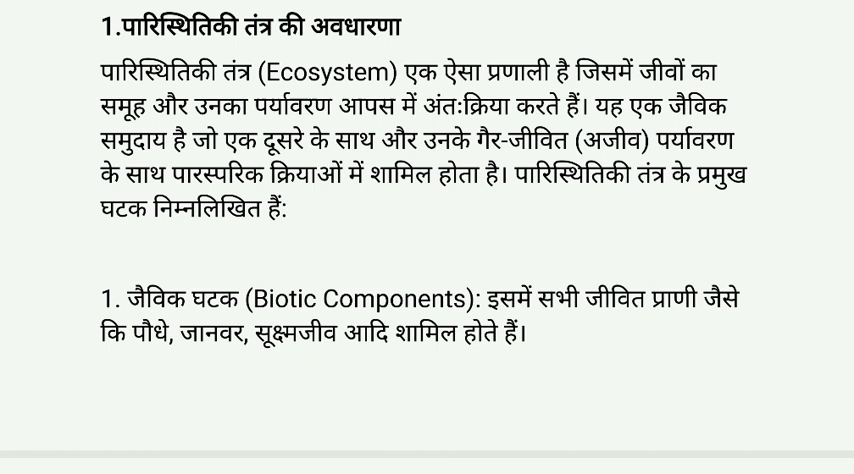 1.पारिस्थितिकी तंत्र की अवधारणा
पारिस्थितिकी तंत्र (Ecosystem) एक ऐसा प्रणाली है जिसमें जीवों का
समूह और उनका पर्यावरण आपस में अंतःक्रिया करते हैं। यह एक जैविक
समुदाय है जो एक दूसरे के साथ और उनके गैर-जीवित (अजीव) पर्यावरण
के साथ पारस्परिक क्रियाओं में शामिल होता है। पारिस्थितिकी तंत्र के प्रमुख
घटक निम्नलिखित हैं:
1. जैविक घटक (Biotic Components): इसमें सभी जीवित प्राणी जैसे
कि पौधे, जानवर, सूक्ष्मजीव आदि शामिल होते हैं।